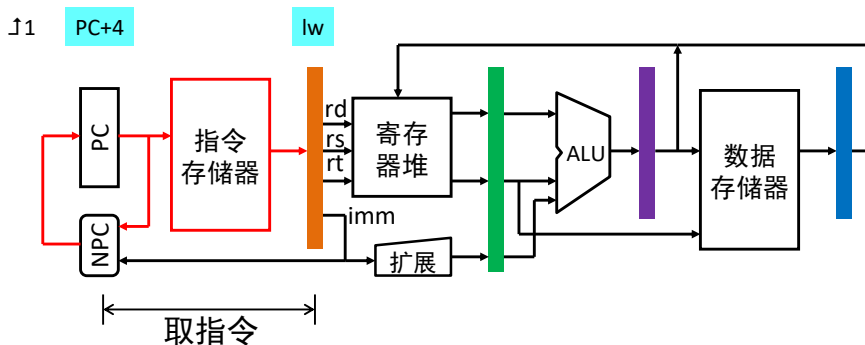 1
PC+4
lw
PC
指令
存储器
rd
rs
rt
寄存
器堆
ALU
数据
存储器
imm
NPC
扩展
取指令